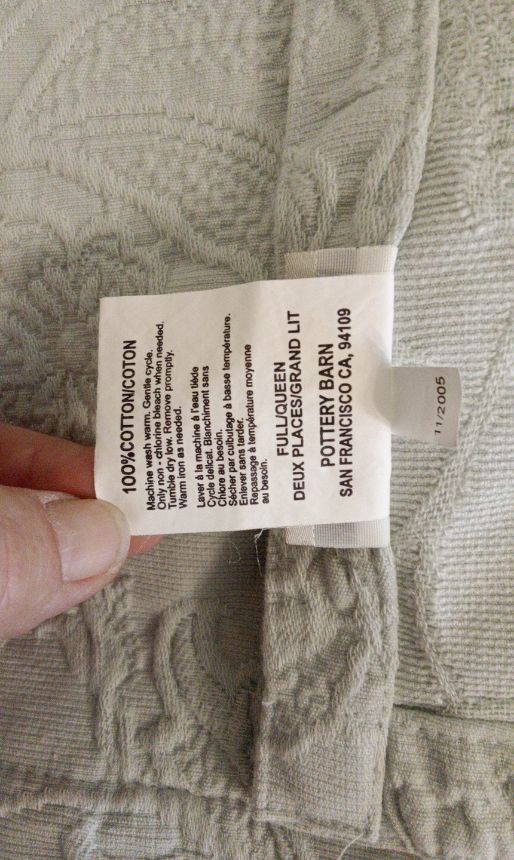 100%COTTON/COTON
Machine wash warm. Gentle cycle.
Only non - chlorine bleach when needed.
Tumble dry low. Remove promptly.
Warm iron as needed.
Laver à la machine à l'eau tiède
Cycle délicat. Blanchiment sans
Chlore au besoin.
Sécher par culbutage à basse température.
Enlever sans tarder.
Repassage à température moyenne
au besoin.
FULL/QUEEN
DEUX PLACES/GRAND LIT
POTTERY BARN
SAN FRANCISCO CA, 94109
11/2005